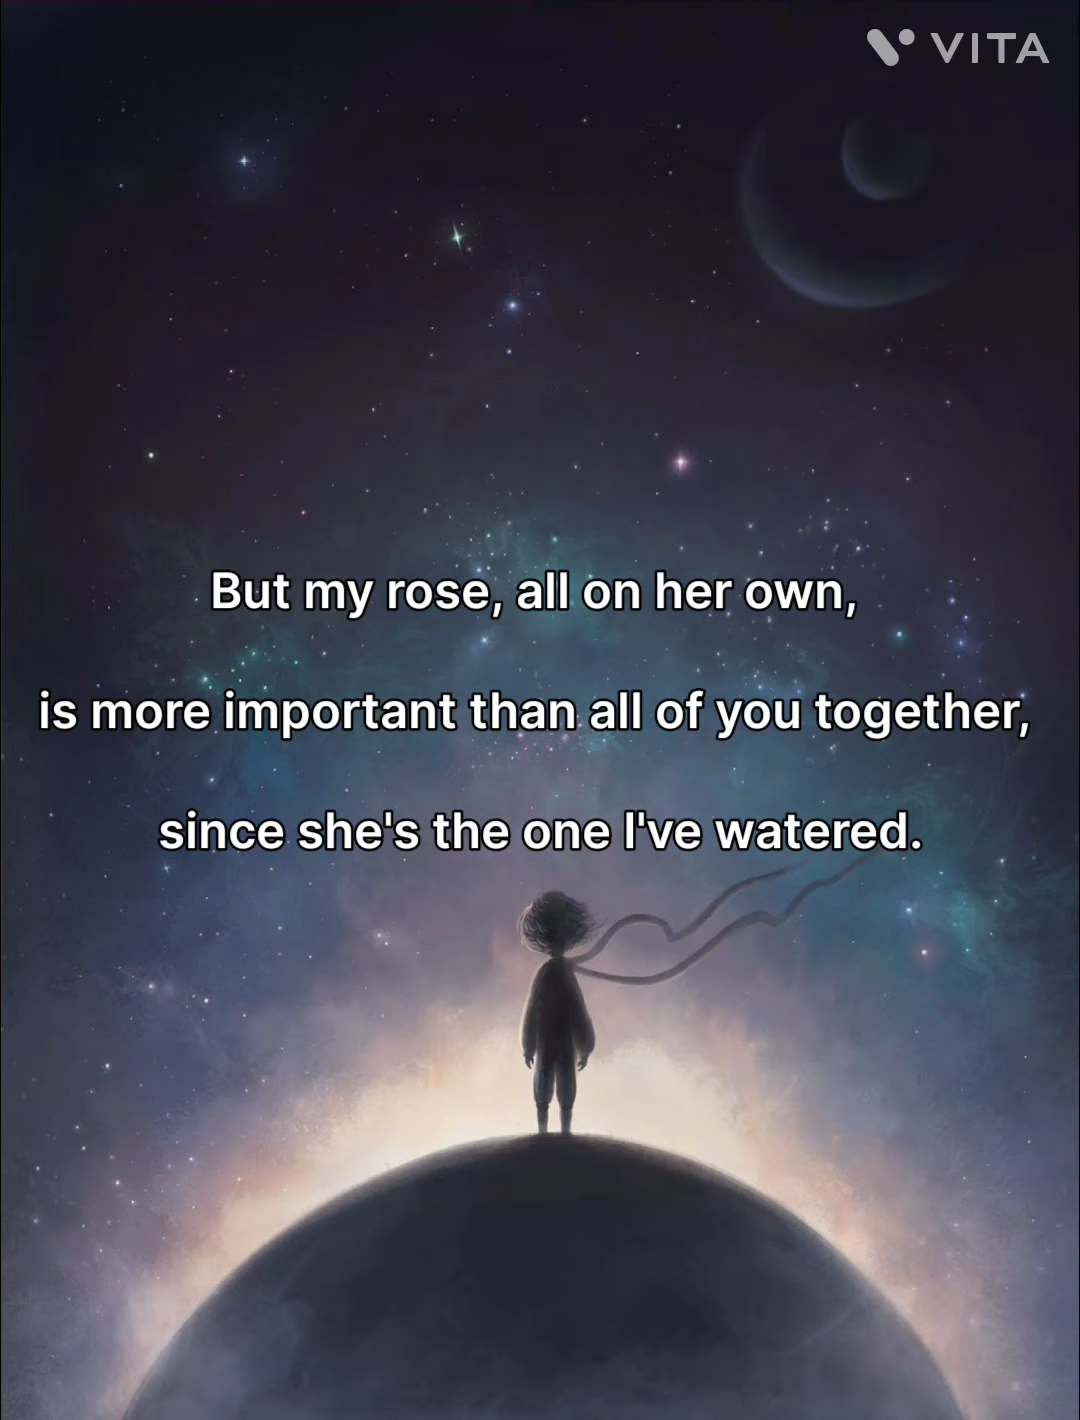 VITA
But my rose, all on her own,
is more important than all of you together,
since she's the one I've watered.